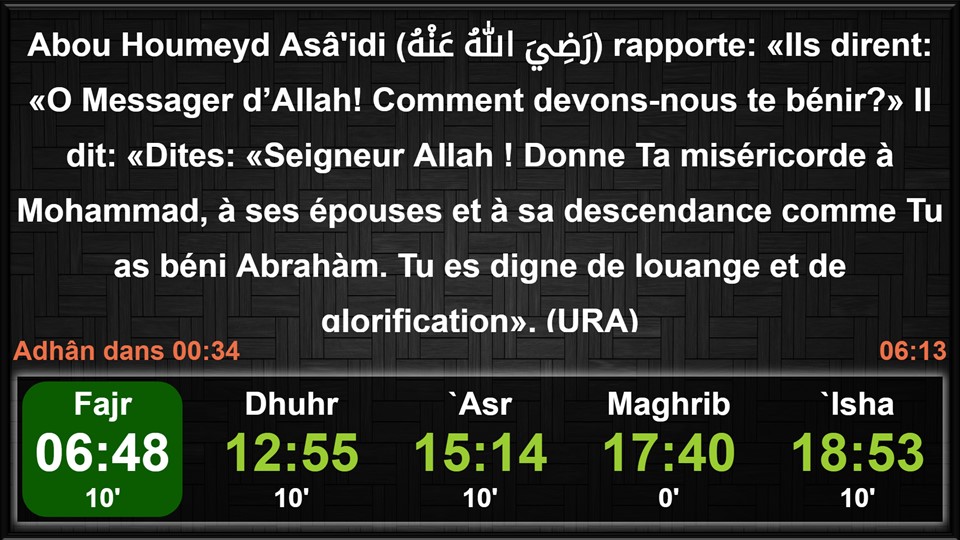 Abou Houmeyd Asâ'idi (رَضِيَ اللهُ عَنْهُ) rapporte: «Ils dirent:
«O Messager d’Allah! Comment devons-nous te bénir?» Il
dit: «Dites: «Seigneur Allah ! Donne Ta miséricorde à
Mohammad, à ses épouses et à sa descendance comme Tu
as béni Abrahàm. Tu es digne de louange et de
glorification». (URA)
Adhân dans 00:34 06:13
Fajr Dhuhr `Asr Maghrib `Isha
06:48 12:55 15:14 17:40 18:53
10' 10' 10' 0' 10'